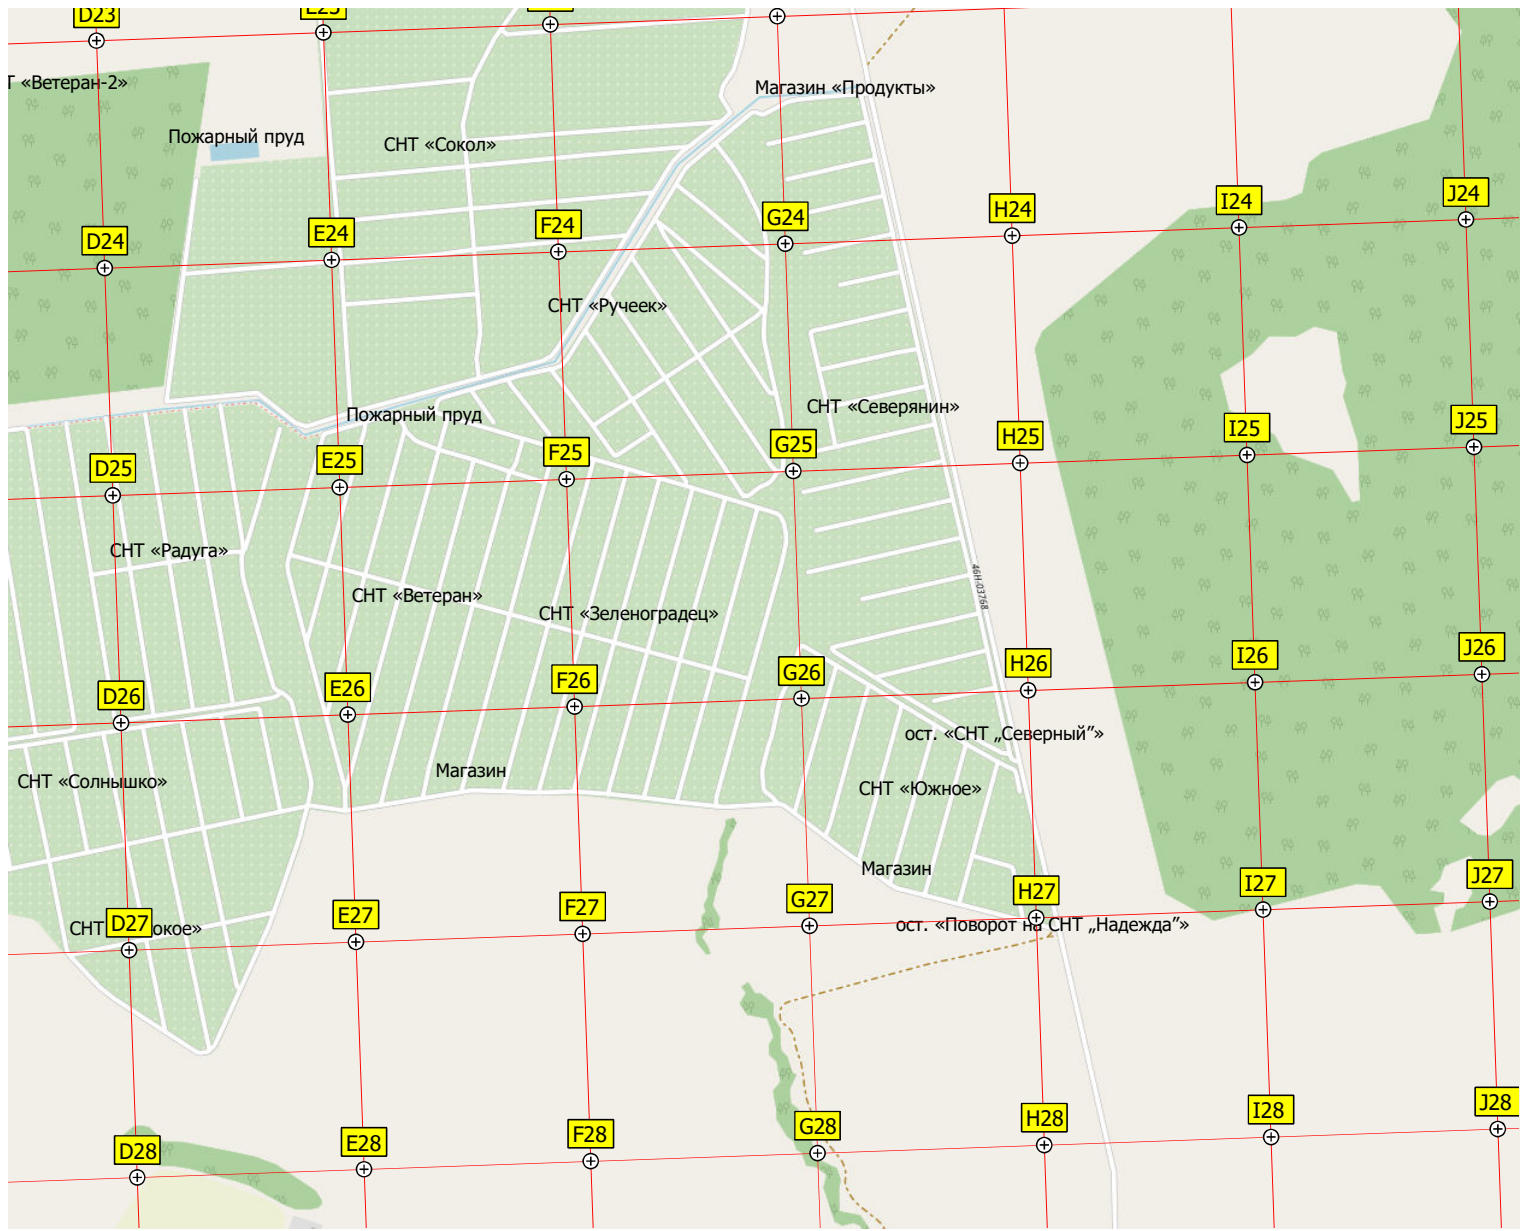 D23
E23
Т «Ветеран-2»
Магазин «Продукты»
Пожарный пруд
СНТ «Сокол»
D24
E24
F24
G24
H24
I24
J24
СНТ «Ручеек»
Пожарный пруд
СНТ «Северянин»
D25
E25
F25
G25
H25
I25
J25
СНТ «Радуга»
СНТ «Ветеран»
СНТ «Зеленоградец»
46Н-03768
D26
E26
F26
G26
H26
I26
J26
ост. «СНТ „Северный"»
СНТ «Солнышко»
Магазин
СНТ «Южное»
Магазин
D27
E27
F27
G27
H27
I27
J27
СНТ
окое»
ост. «Поворот на СНТ „Надежда"»
D28
E28
F28
G28
H28
I28
J28